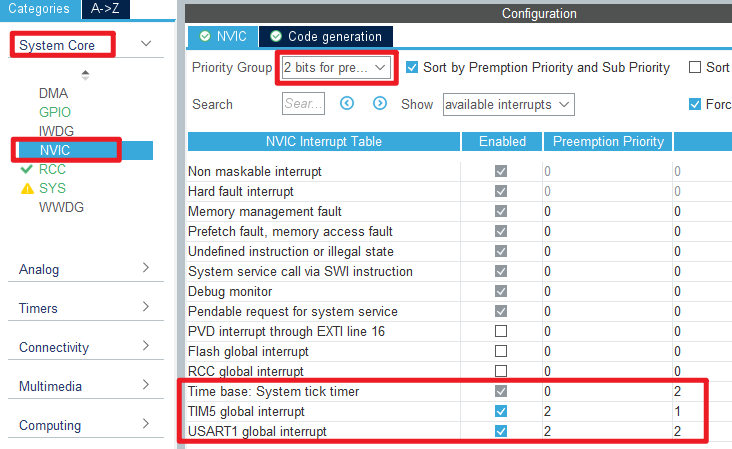 Categories A->Z
System Core
DMA
GPIO
IWDG
NVIC
RCC
SYS
WWDG
Analog
Timers
Connectivity
Multimedia
Computing
Configuration
NVIC Code generation
Priority Group 2 bits for pre... Sort by Premption Priority and Sub Priority Sort
Search Sear... Show available interrupts Forc
NVIC Interrupt Table Enabled Preemption Priority
Non maskable interrupt 0 0
Hard fault interrupt 0 0
Memory management fault 0 0
Prefetch fault, memory access fault 0 0
Undefined instruction or illegal state 0 0
System service call via SWI instruction 0 0
Debug monitor 0 0
Pendable request for system service 0 0
PVD interrupt through EXTI line 16 0 0
Flash global interrupt 0 0
RCC global interrupt 0 0
Time base: System tick timer 0 2
TIM5 global interrupt 2 1
USART1 global interrupt 2 2